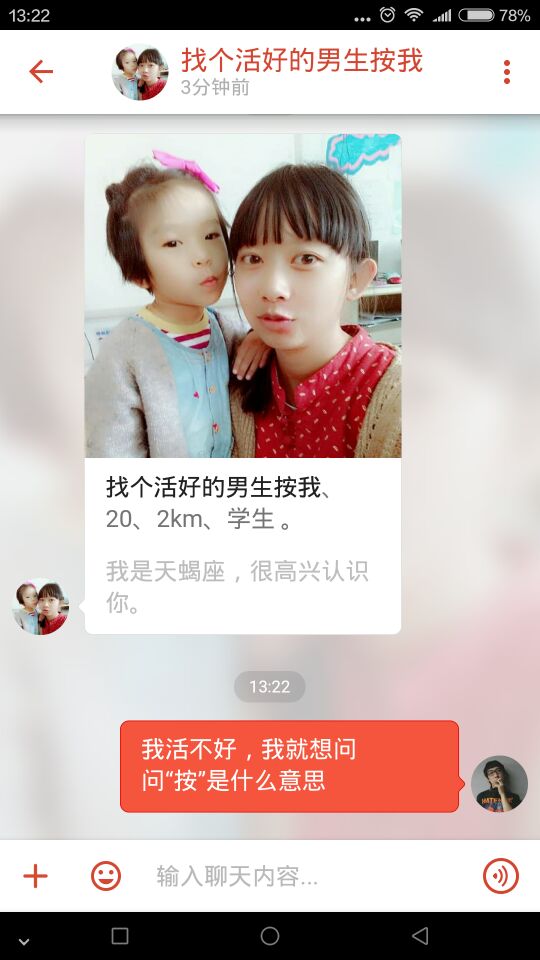 13:22
78%
找个活好的男生按我
3分钟前
找个活好的男生按我、
20、2km、学生 。
我是天蝎座，很高兴认识
你。
13:22
我活不好，我就想问
问“按”是什么意思
输入聊天内容...